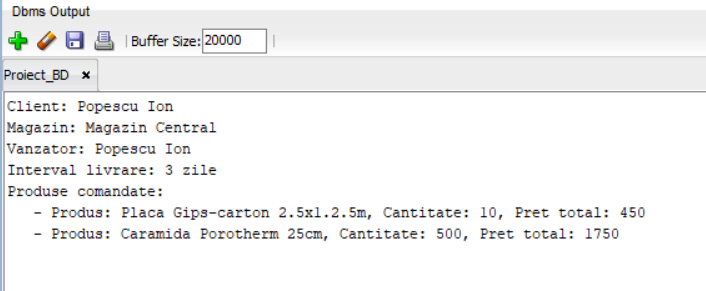 Dbms Output
Buffer Size: 20000
Proiect_BD
Client: Popescu Ion
Magazin: Magazin Central
Vanzator: Popescu Ion
Interval livrare: 3 zile
Produse comandate:
- Produs: Placa Gips-carton 2.5x1.2.5m, Cantitate: 10, Pret total: 450
- Produs: Caramida Porotherm 25cm, Cantitate: 500, Pret total: 1750